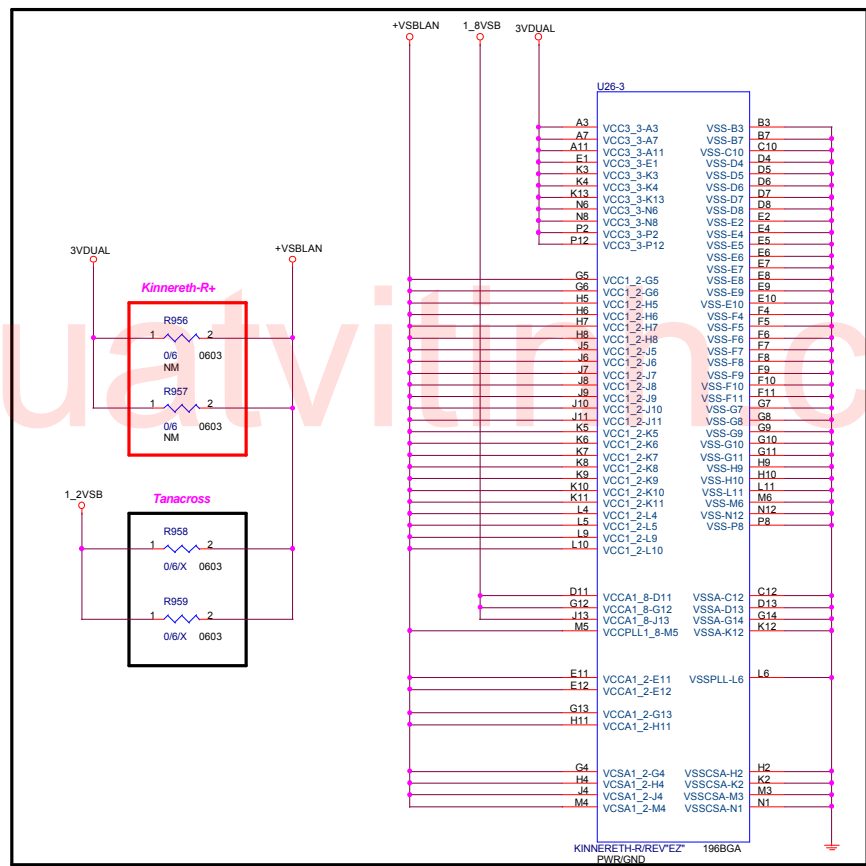 +VSBLAN 1_8VSB 3VDUAL
U26-3
A3 VCC3_3-A3 VSS-B3 B3
A7 VCC3_3-A7 VSS-B7 B7
A11 VCC3_3-A11 VSS-C10 C10
E1 VCC3_3-E1 VSS-D4 D4
K3 VCC3_3-K3 VSS-D5 D5
K4 VCC3_3-K4 VSS-D6 D6
K13 VCC3_3-K13 VSS-D7 D7
N6 VCC3_3-N6 VSS-D8 D8
N8 VCC3_3-N8 VSS-E2 E2
P2 VCC3_3-P2 VSS-E4 E4
P12 VCC3_3-P12 VSS-E5 E5
VSS-E6 E6
VSS-E7 E7
G5 VCC1_2-G5 VSS-E8 E8
G6 VCC1_2-G6 VSS-E9 E9
H5 VCC1_2-H5 VSS-E10 E10
H6 VCC1_2-H6 VSS-F4 F4
H7 VCC1_2-H7 VSS-F5 F5
H8 VCC1_2-H8 VSS-F6 F6
J5 VCC1_2-J5 VSS-F7 F7
J6 VCC1_2-J6 VSS-F8 F8
J7 VCC1_2-J7 VSS-F9 F9
J8 VCC1_2-J8 VSS-F10 F10
J9 VCC1_2-J9 VSS-F11 F11
J10 VCC1_2-J10 VSS-G7 G7
J11 VCC1_2-J11 VSS-G8 G8
K5 VCC1_2-K5 VSS-G9 G9
K6 VCC1_2-K6 VSS-G10 G10
K7 VCC1_2-K7 VSS-G11 G11
K8 VCC1_2-K8 VSS-H9 H9
K9 VCC1_2-K9 VSS-H10 H10
K10 VCC1_2-K10 VSS-L11 L11
K11 VCC1_2-K11 VSS-M6 M6
L4 VCC1_2-L4 VSS-N12 N12
L5 VCC1_2-L5 VSS-P8 P8
L9 VCC1_2-L9
L10 VCC1_2-L10
D11 VCCA1_8-D11 VSSA-C12 C12
G12 VCCA1_8-G12 VSSA-D13 D13
J13 VCCA1_8-J13 VSSA-G14 G14
M5 VCCPLL1_8-M5 VSSA-K12 K12
E11 VCCA1_2-E11 VSSPLL-L6 L6
E12 VCCA1_2-E12
G13 VCCA1_2-G13
H11 VCCA1_2-H11
G4 VCSA1_2-G4 VSSCSA-H2 H2
H4 VCSA1_2-H4 VSSCSA-K2 K2
J4 VCSA1_2-J4 VSSCSA-M3 M3
M4 VCSA1_2-M4 VSSCSA-N1 N1
KINNERETH-R/REV"EZ" 196BGA
PWR/GND
3VDUAL +VSBLAN
Kinnereth-R+
R956
1 2
0/6 0603
NM
R957
1 2
0/6 0603
NM
1_2VSB
Tanacross
R958
1 2
0/6/X 0603
R959
1 2
0/6/X 0603